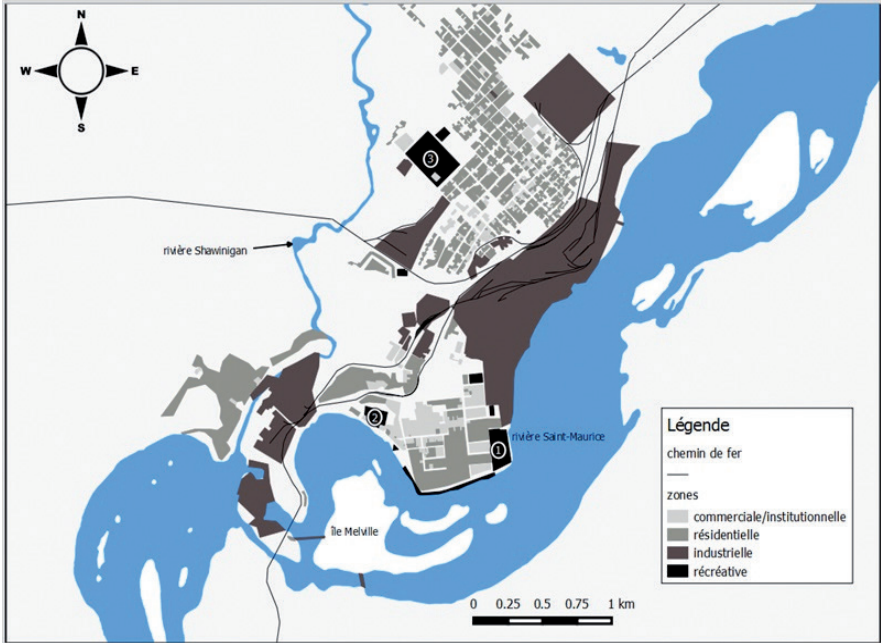 N
W E
S
3
rivière Shawinigan
2
1
rivière Saint-Maurice
île Melville
Légende
chemin de fer
zones
commerciale/institutionnelle
résidentielle
industrielle
récréative
0 0.25 0.5 0.75 1 km